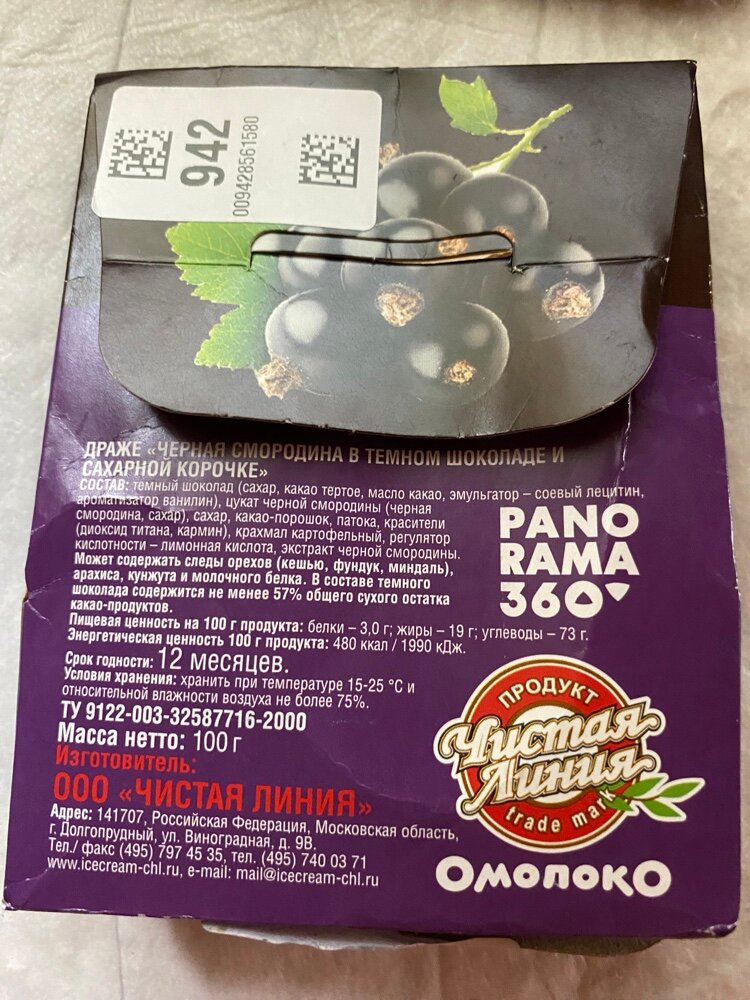 942
009428561580
ДРАЖЕ «ЧЕРНАЯ СМОРОДИНА В ТЕМНОМ ШОКОЛАДЕ И
САХАРНОЙ КОРОЧКЕ»
СОСТАВ: темный шоколад (сахар, какао тертое, масло какао, эмульгатор – соевый лецитин,
ароматизатор ванилин), цукат черной смородины (черная
смородина, сахар), сахар, какао-порошок, патока, красители
(диоксид титана, кармин), крахмал картофельный, регулятор
кислотности – лимонная кислота, экстракт черной смородины.
Может содержать следы орехов (кешью, фундук, миндаль),
арахиса, кунжута и молочного белка. В составе темного
шоколада содержится не менее 57% общего сухого остатка
какао-продуктов.
PANO
RAMA
360
Пищевая ценность на 100 г продукта: белки – 3,0 г; жиры – 19 г; углеводы – 73 г.
Энергетическая ценность 100 г продукта: 480 ккал / 1990 кДж.
Срок годности: 12 месяцев.
Условия хранения: хранить при температуре 15-25 °С и
относительной влажности воздуха не более 75%.
ТУ 9122-003-32587716-2000
Масса нетто: 100 г
Изготовитель:
ООО «ЧИСТАЯ ЛИНИЯ»
Адрес: 141707, Российская Федерация, Московская область,
г. Долгопрудный, ул. Виноградная, д. 9В.
Тел./ факс (495) 797 45 35, тел. (495) 740 03 71
www.icecream-chl.ru, e-mail: mail@icecream-chl.ru
ПРОДУКТ
Чистая
Линия
trade mark
ОМОЛОКО